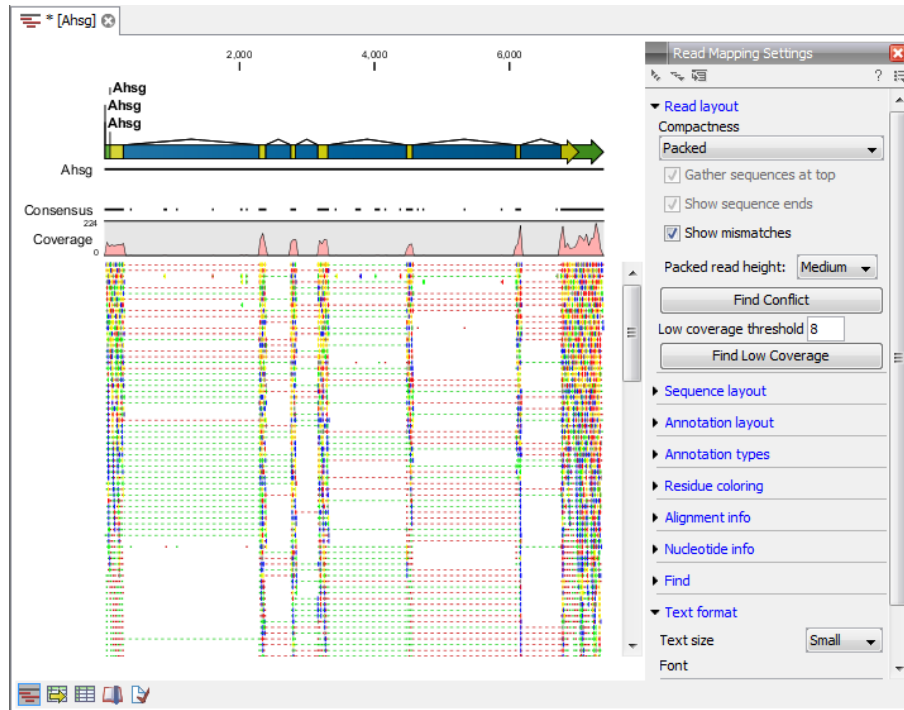 * [Ahsg]
2,000 4,000 6,000
Ahsg
Ahsg
Ahsg
Ahsg
Consensus
224
Coverage
0
Read Mapping Settings
?
Read layout
Compactness
Packed
Gather sequences at top
Show sequence ends
Show mismatches
Packed read height: Medium
Find Conflict
Low coverage threshold 8
Find Low Coverage
Sequence layout
Annotation layout
Annotation types
Residue coloring
Alignment info
Nucleotide info
Find
Text format
Text size Small
Font